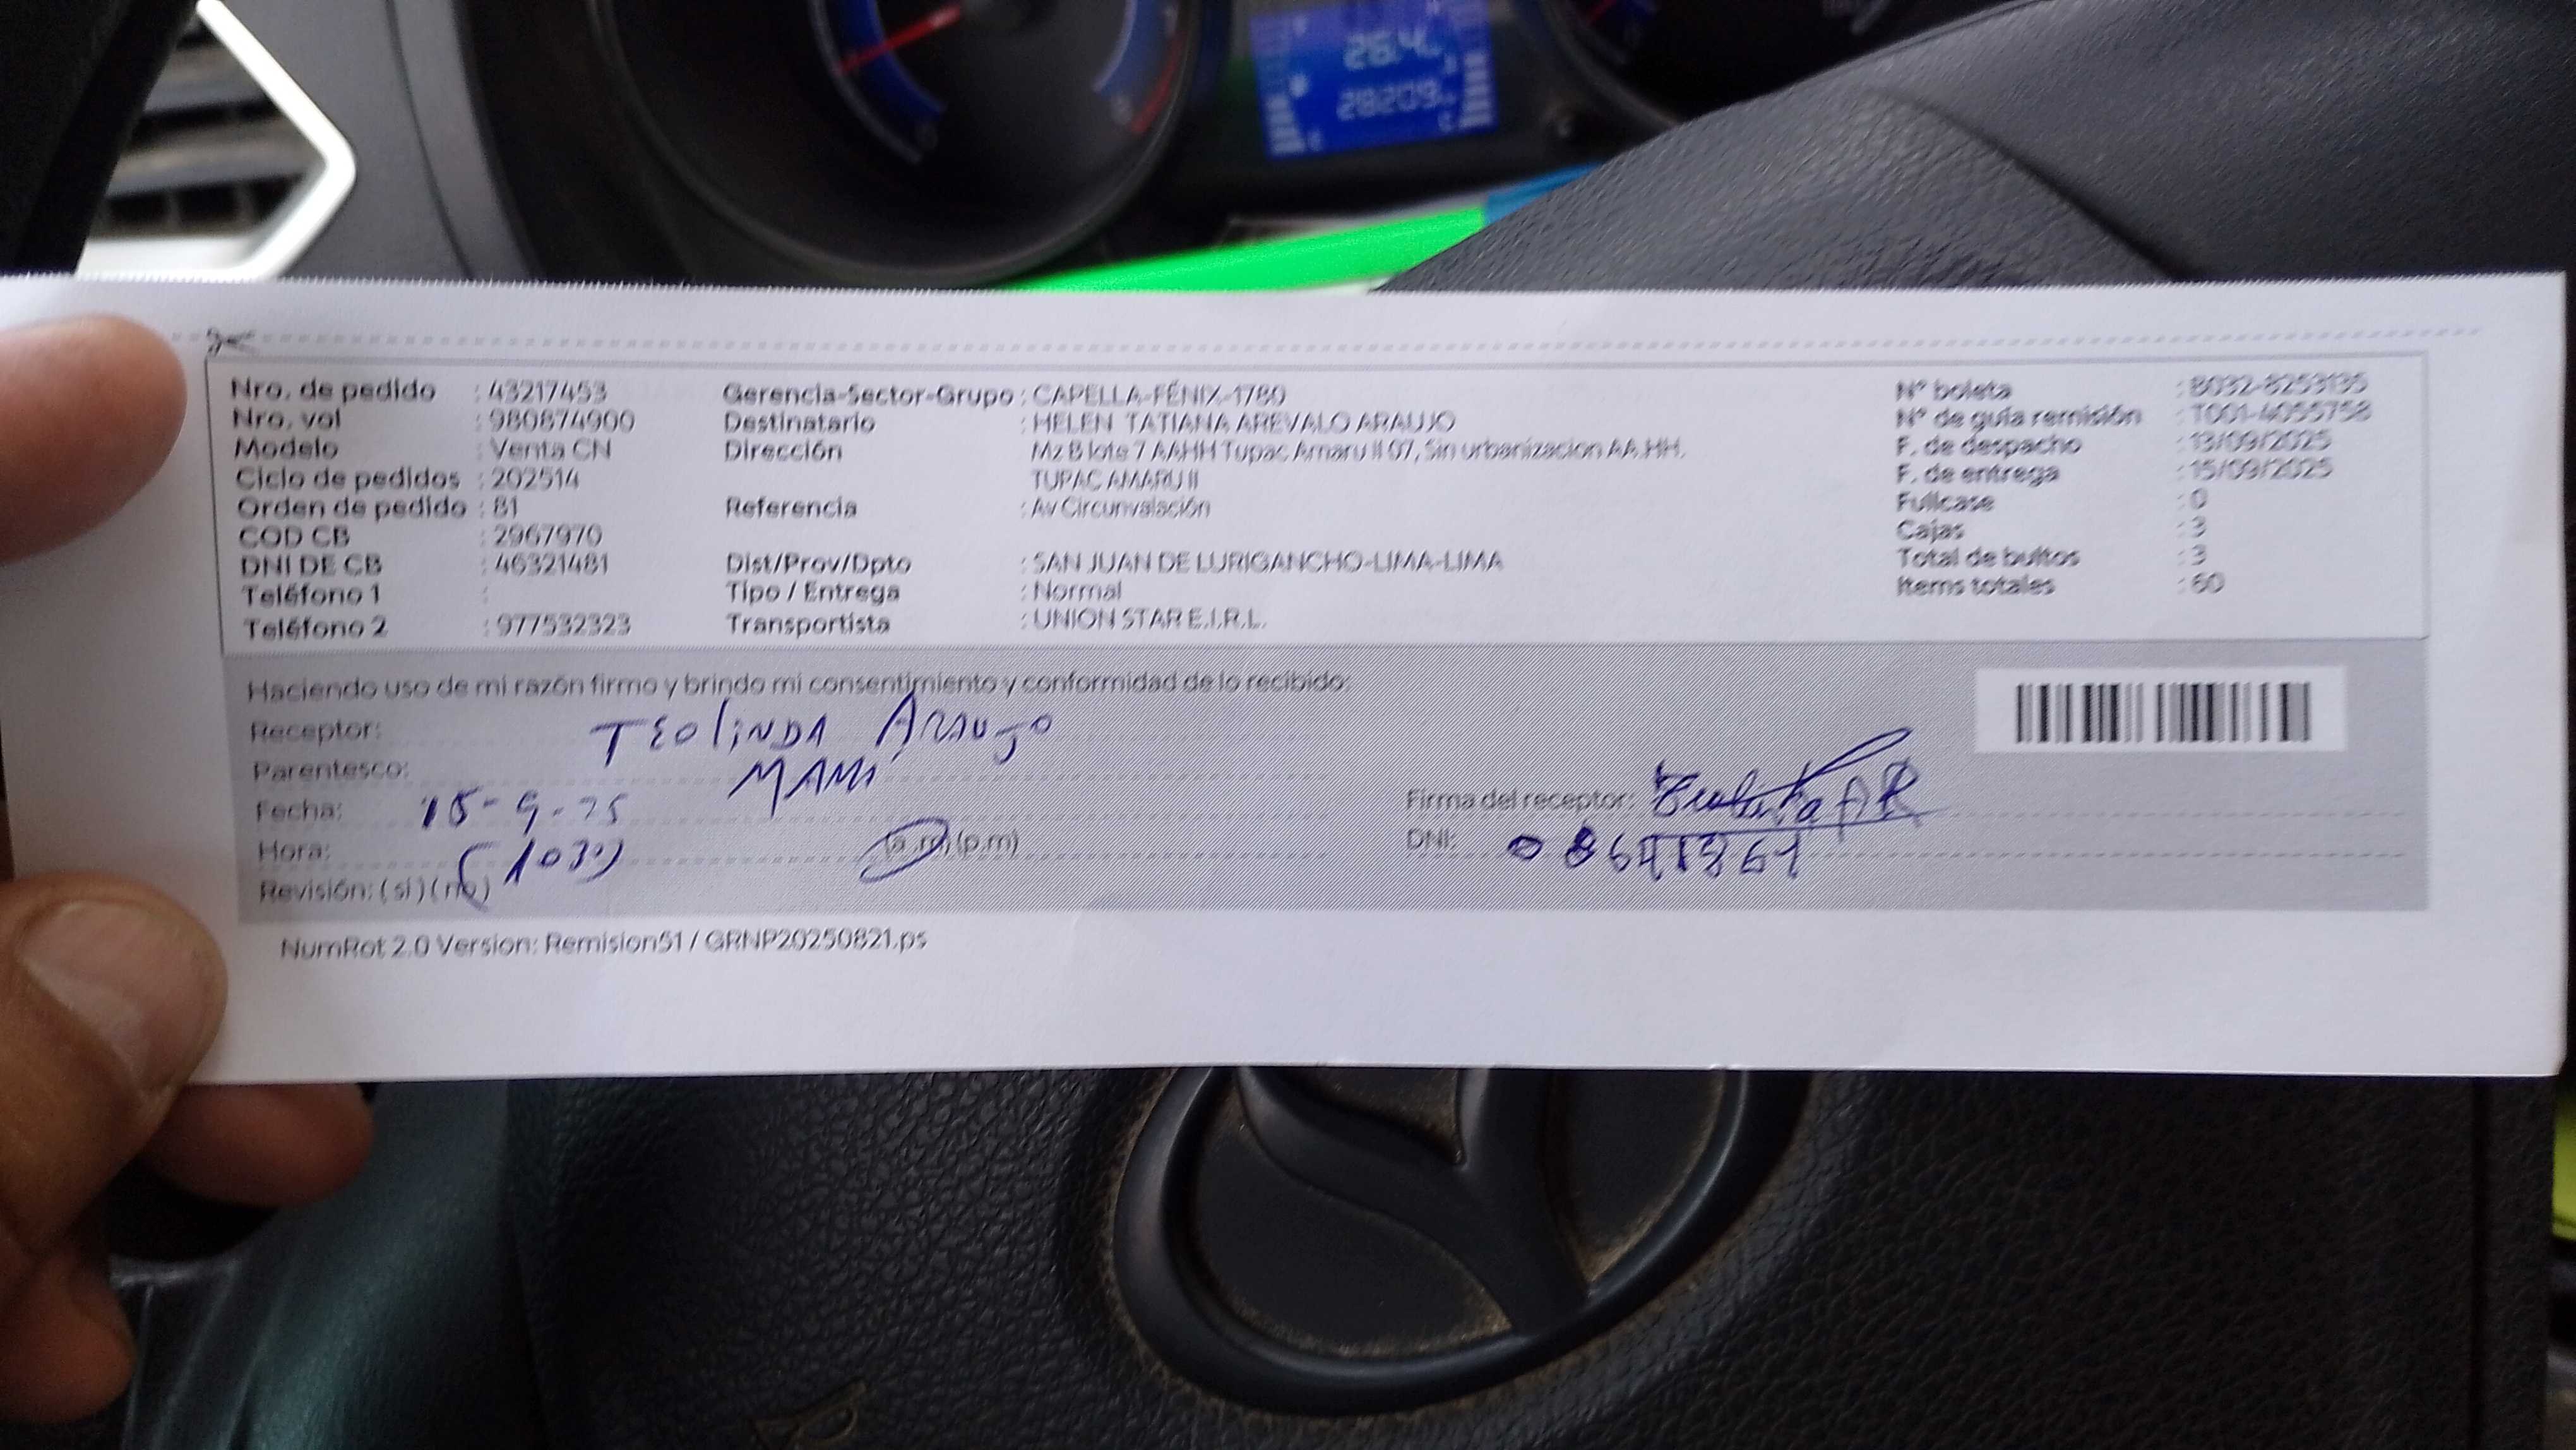 26.4
28209
Nro. de pedido : 43217453 Gerencia-Sector-Grupo : CAPELLA-FÉNIX-1780 N° boleta : B032-8253135
Nro. vol : 980874900 Destinatario : HELEN TATIANA AREVALO ARAUJO N° de guía remisión : T001-4055758
Modelo : Venta CN Dirección : Mz B lote 7 AAHH Tupac Amaru II 07, Sin urbanizacion AA.HH. F. de despacho : 13/09/2025
Ciclo de pedidos : 202514 TUPAC AMARU II F. de entrega : 15/09/2025
Orden de pedido : 81 Referencia : Av Circunvalación Fullcase : 0
COD CB : 2967970 Cajas : 3
DNI DE CB : 46321481 Dist/Prov/Dpto : SAN JUAN DE LURIGANCHO-LIMA-LIMA Total de bultos : 3
Teléfono 1 : Tipo / Entrega : Normal Items totales : 60
Teléfono 2 : 977532323 Transportista : UNION STAR E.I.R.L.
Haciendo uso de mi razón firmo y brindo mi consentimiento y conformidad de lo recibido:
Receptor: TEOLINDA ARAUJO
Parentesco: MAMI
Fecha: 15-9-25 Firma del receptor:
Hora: (1030) (a.m) (p.m) DNI:
Revisión: (si) (no)
NumRot 2.0 Version: Remision51 / GRNP20250821.ps